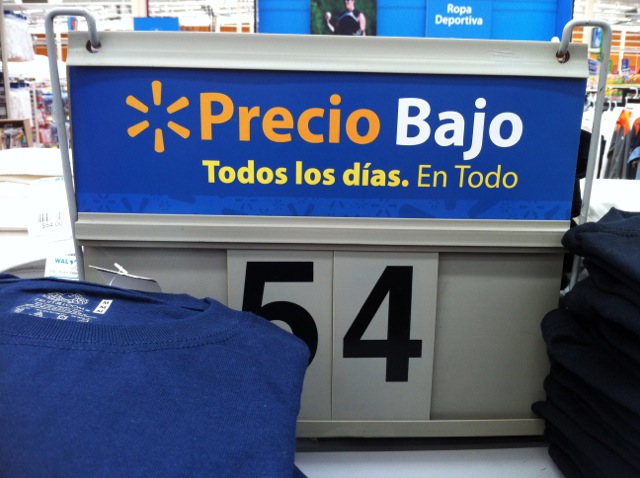 Ropa
Deportiva
Precio Bajo
Todos los días. En Todo
54